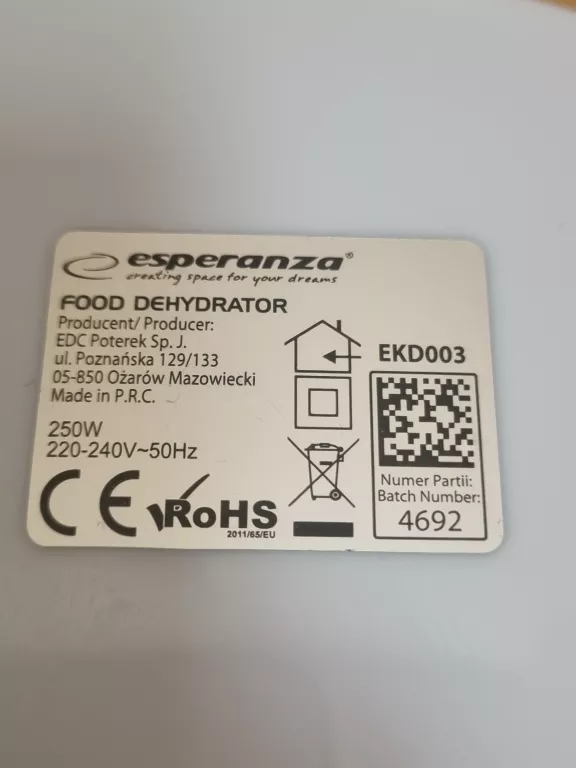 esperanza®
creating space for your dreams
FOOD DEHYDRATOR
Producent/ Producer:
EDC Poterek Sp. J.
ul. Poznańska 129/133
05-850 Ożarów Mazowiecki
Made in P.R.C.
250W
220-240V~50Hz
CE
RoHS
2011/65/EU
EKD003
Numer Partii:
Batch Number:
4692